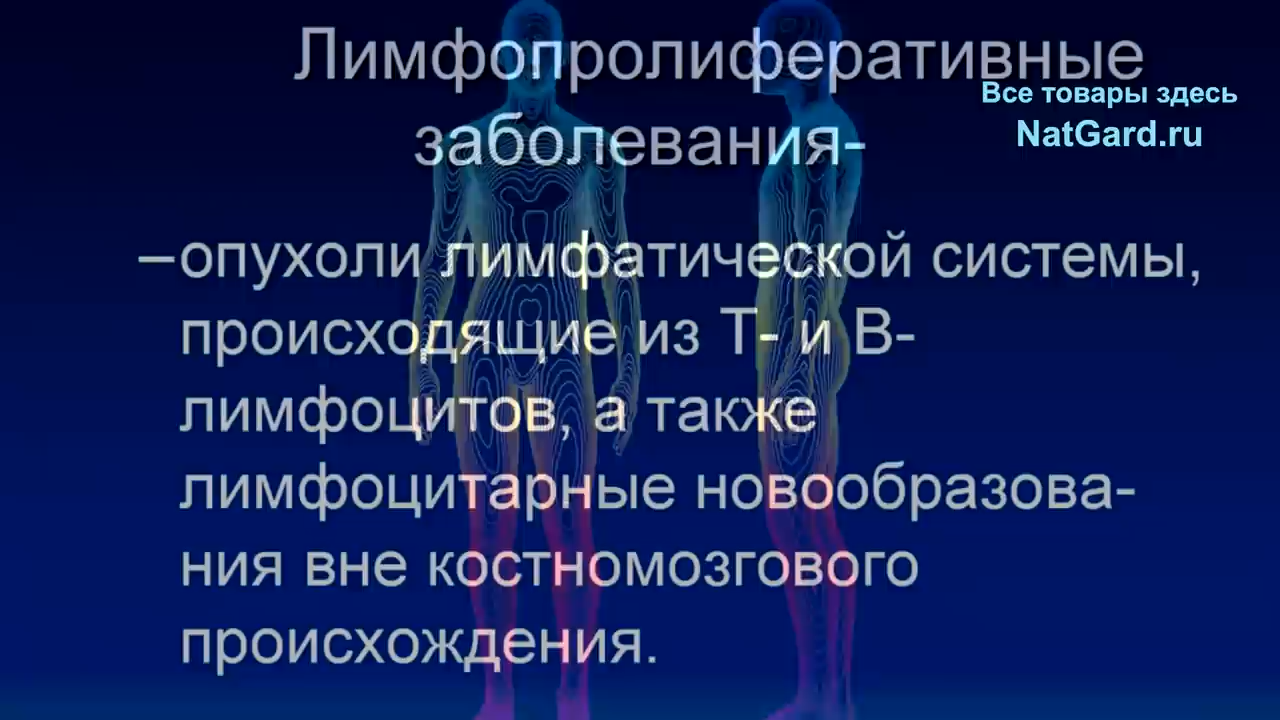 Лимфопролиферативные
Все товары здесь
NatGard.ru
заболевания-
–опухоли лимфатической системы,
происходящие из Т- и В-
лимфоцитов, а также
лимфоцитарные новообразова-
ния вне костномозгового
происхождения.